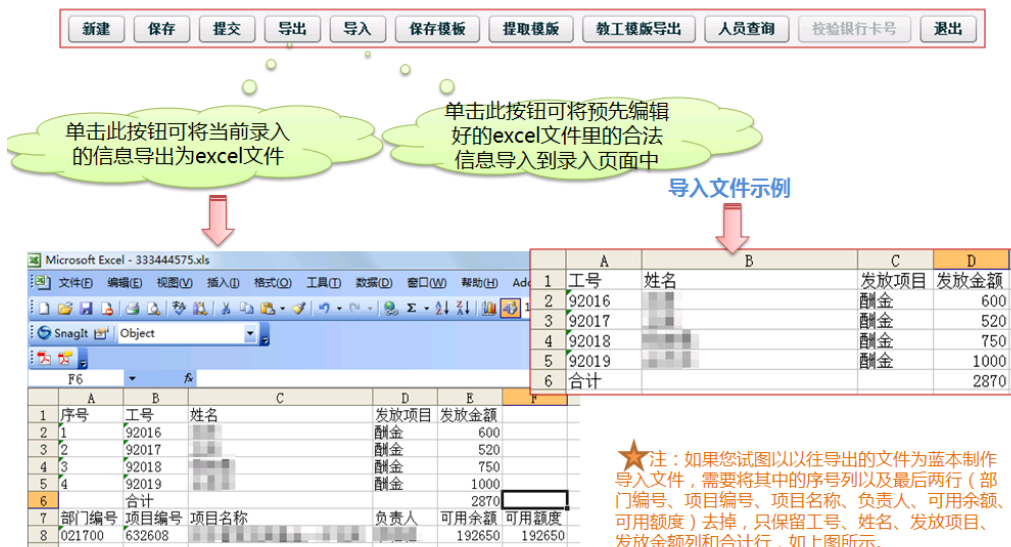 新建 保存 提交 导出 导入 保存模板 提取模版 教工模版导出 人员查询 校验银行卡号 退出
单击此按钮可将当前录入
的信息导出为excel文件
单击此按钮可将预先编辑
好的excel文件里的合法
信息导入到录入页面中
导入文件示例
Microsoft Excel - 333444575.xls
文件(F) 编辑(E) 视图(V) 插入(I) 格式(O) 工具(T) 数据(D) 窗口(W) 帮助(H)
SnagIt Object
F6 fx
A B C D E F
1 序号 工号 姓名 发放项目 发放金额
2 1 92016 酬金 600
3 2 92017 酬金 520
4 3 92018 酬金 750
5 4 92019 酬金 1000
6 合计 2870
7 部门编号 项目编号 项目名称 负责人 可用余额 可用额度
8 021700 632608 192650 192650
A B C D
1 工号 姓名 发放项目 发放金额
2 92016 酬金 600
3 92017 酬金 520
4 92018 酬金 750
5 92019 酬金 1000
6 合计 2870
注：如果您试图以以往导出的文件为蓝本制作
导入文件，需要将其中的序号列以及最后两行（部
门编号、项目编号、项目名称、负责人、可用余额、
可用额度）去掉，只保留工号、姓名、发放项目、
发放金额列和合计行，如上图所示。